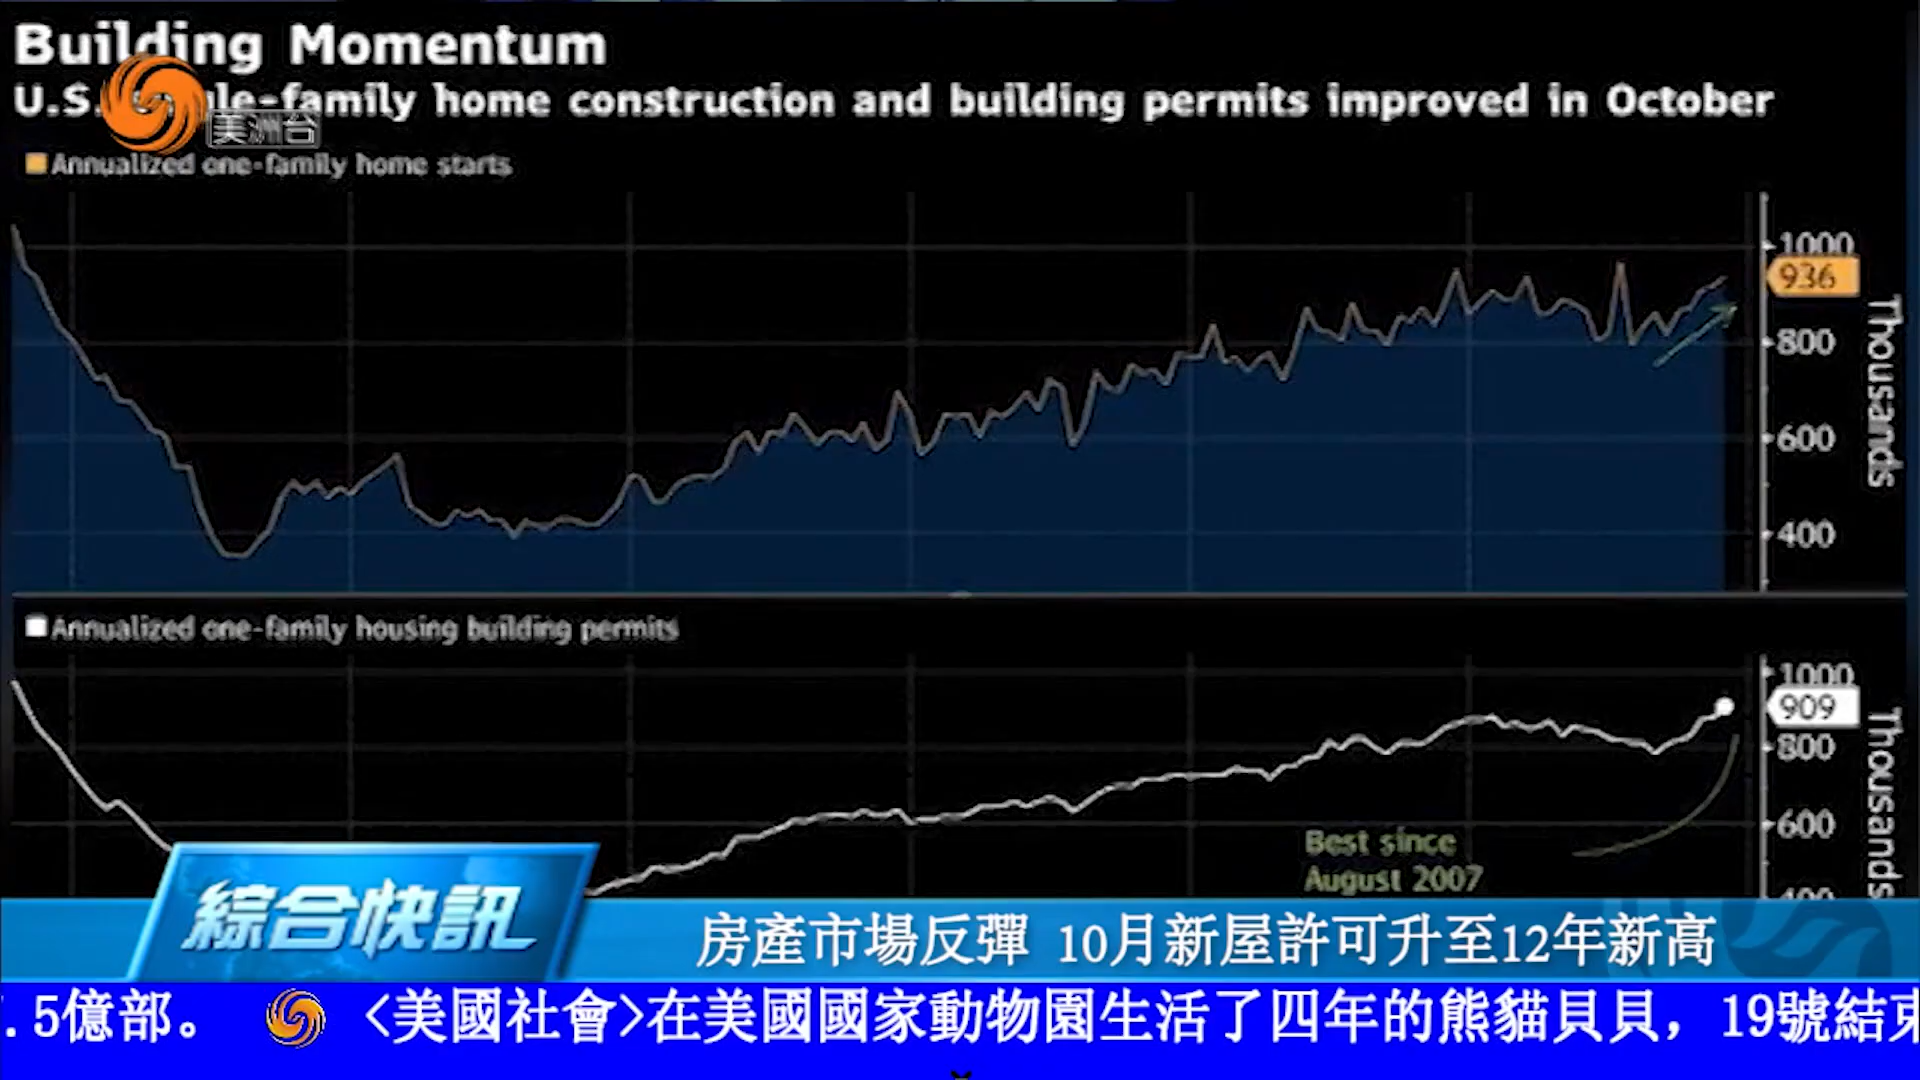 Building Momentum
U.S. single-family home construction and building permits improved in October
美洲台
Annualized one-family home starts
1000
936
800
600
400
Thousands
Annualized one-family housing building permits
1000
909
800
600
400
Thousands
Best since
August 2007
綜合快訊
房產市場反彈 10月新屋許可升至12年新高
.5億部。 <美國社會>在美國國家動物園生活了四年的熊貓貝貝，19號結束